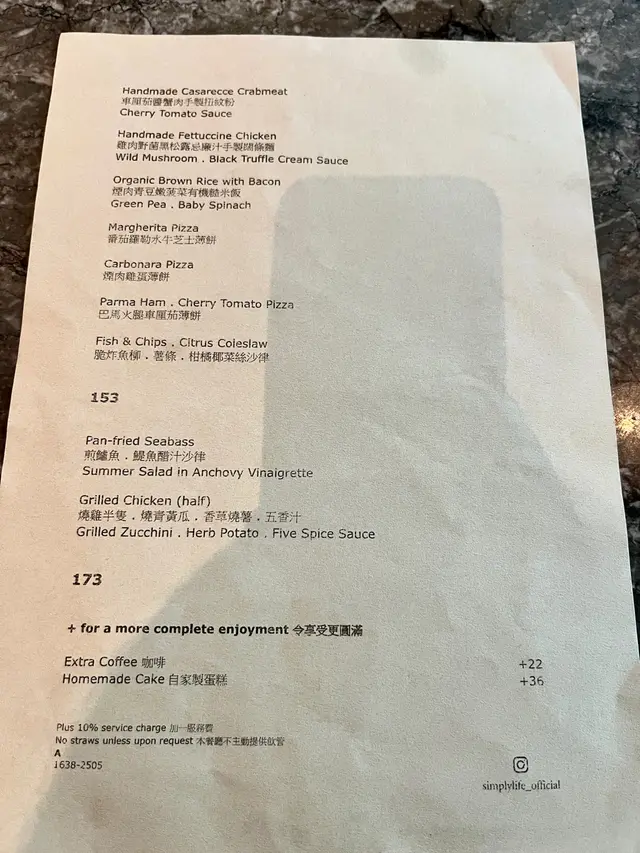 Handmade Casarecce Crabmeat
車厘茄醬蟹肉手製扭紋粉
Cherry Tomato Sauce
Handmade Fettuccine Chicken
雞肉野菌黑松露忌廉汁手製闊條麵
Wild Mushroom . Black Truffle Cream Sauce
Organic Brown Rice with Bacon
煙肉青豆嫩菠菜有機糙米飯
Green Pea . Baby Spinach
Margherita Pizza
番茄羅勒水牛芝士薄餅
Carbonara Pizza
煙肉雞蛋薄餅
Parma Ham . Cherry Tomato Pizza
巴馬火腿車厘茄薄餅
Fish & Chips . Citrus Coleslaw
脆炸魚柳 . 薯條 . 柑橘椰菜絲沙律
153
Pan-fried Seabass
煎鱸魚 . 鯷魚醋汁沙律
Summer Salad in Anchovy Vinaigrette
Grilled Chicken (half)
燒雞半隻 . 燒青黃瓜 . 香草燒薯 . 五香汁
Grilled Zucchini . Herb Potato . Five Spice Sauce
173
+ for a more complete enjoyment 令享受更圓滿
Extra Coffee 咖啡 +22
Homemade Cake 自家製蛋糕 +36
Plus 10% service charge 加一服務費
No straws unless upon request 本餐廳不主動提供飲管
A
1638-2505
simplylife_official